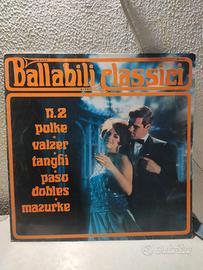 Ballabili classici
n.2
polke
valzer
tanghi
paso
dobles
mazurke